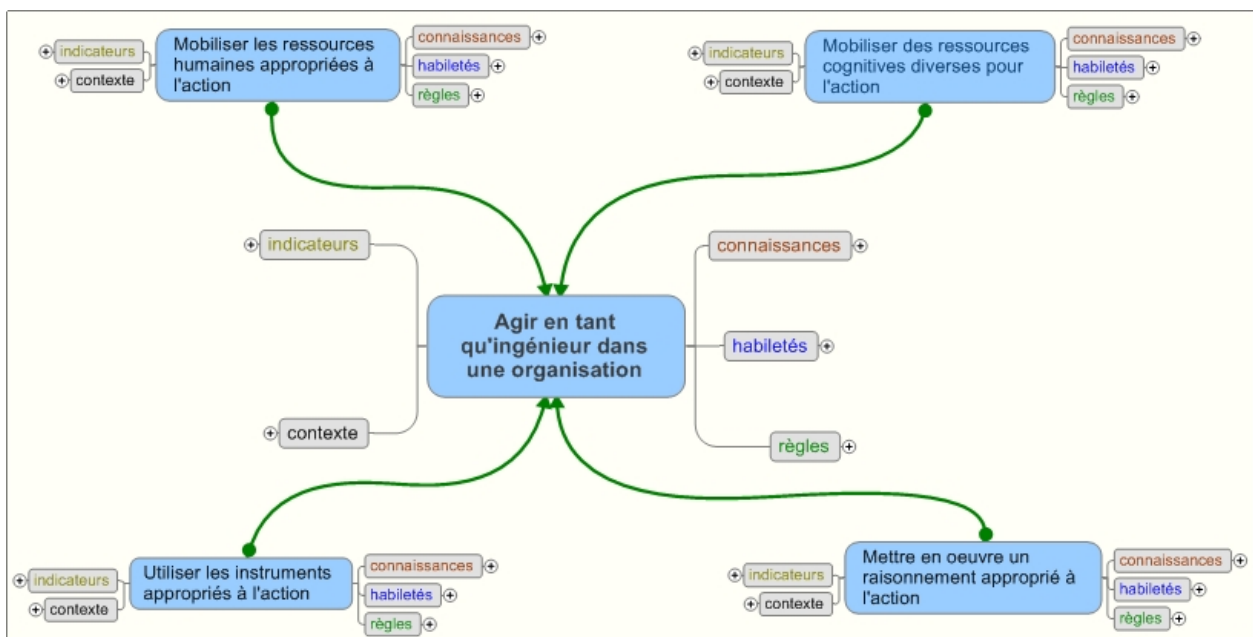 indicateurs
contexte
Mobiliser les ressources
humaines appropriées à
l'action
connaissances
habiletés
règles
indicateurs
contexte
Mobiliser des ressources
cognitives diverses pour
l'action
connaissances
habiletés
règles
indicateurs
contexte
Agir en tant
qu'ingénieur dans
une organisation
connaissances
habiletés
règles
indicateurs
contexte
Utiliser les instruments
appropriés à l'action
connaissances
habiletés
règles
indicateurs
contexte
Mettre en oeuvre un
raisonnement approprié à
l'action
connaissances
habiletés
règles